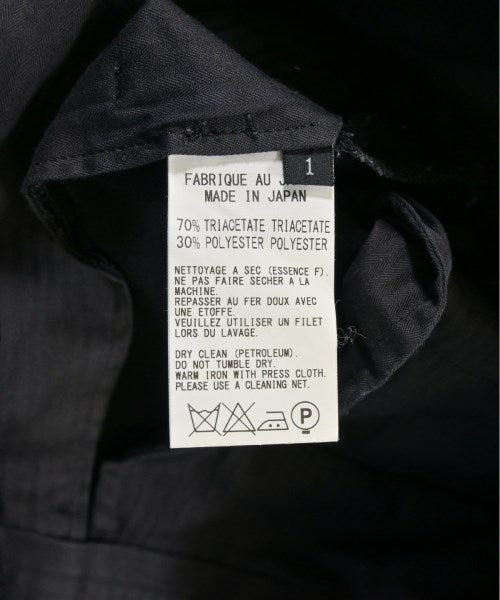 1
FABRIQUE AU
MADE IN JAPAN
70% TRIACETATE TRIACETATE
30% POLYESTER POLYESTER
NETTOYAGE A SEC (ESSENCE F).
NE PAS FAIRE SECHER A LA
MACHINE.
REPASSER AU FER DOUX AVEC
UNE ETOFFE.
VEUILLEZ UTILISER UN FILET
LORS DU LAVAGE.
DRY CLEAN (PETROLEUM).
DO NOT TUMBLE DRY.
WARM IRON WITH PRESS CLOTH.
PLEASE USE A CLEANING NET.
P